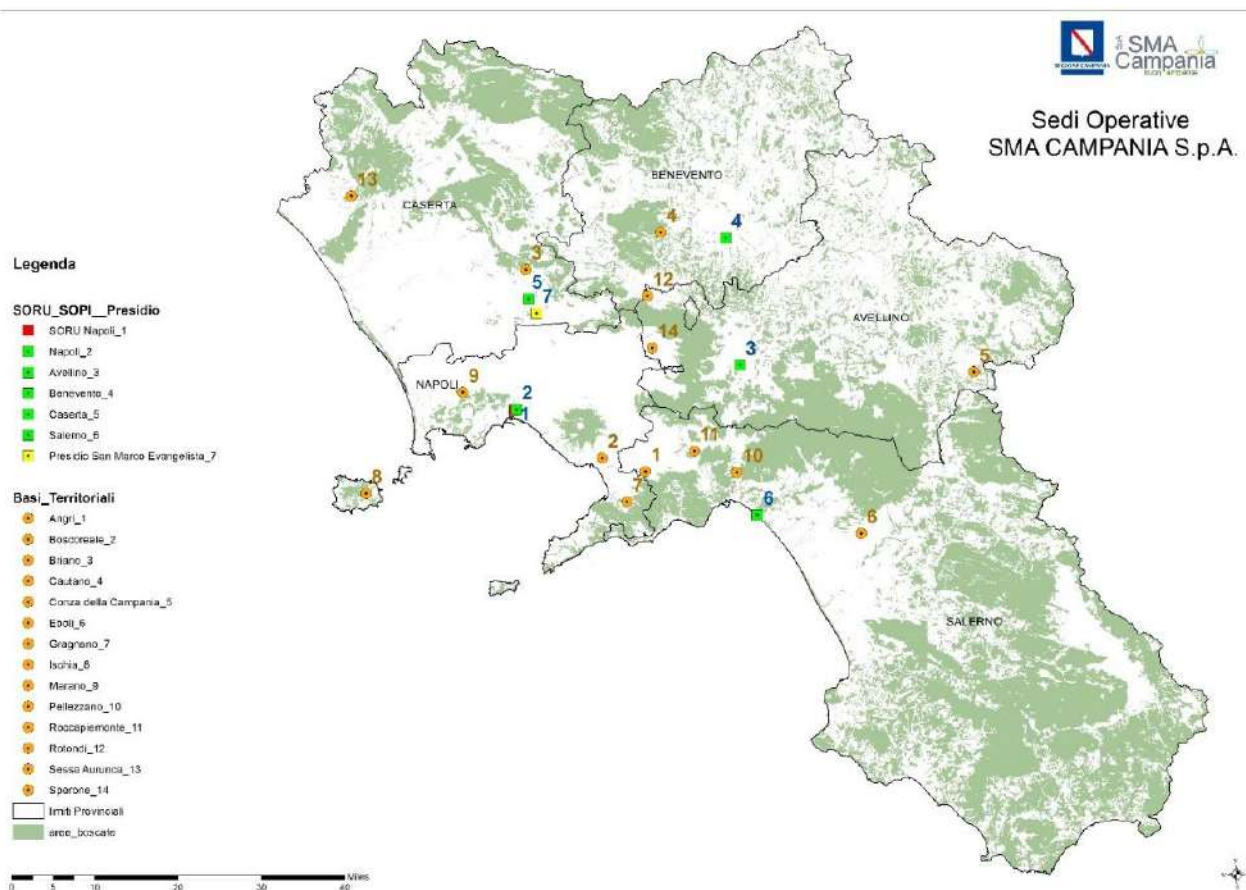 REGIONE CAMPANIA
SMA
Campania
Sedi Operative
SMA CAMPANIA S.p.A.
BENEVENTO
13
CASERTA
4
4
3
5
7
12
AVELLINO
14
3
5
NAPOLI
9
2
1
2
11
1
10
8
7
6
6
SALERNO
Legenda
SORU_SOPI__Presidio
SORU Napoli_1
Napoli_2
Avellino_3
Benevento_4
Caserta_5
Salerno_6
Presidio San Marco Evangelista_7
Basi_Territoriali
Angri_1
Boscoreale_2
Briano_3
Cautano_4
Conza della Campania_5
Eboli_6
Gragnano_7
Ischia_8
Marano_9
Pellezzano_10
Roccapiemonte_11
Rotondi_12
Sessa Aurunca_13
Sperone_14
limiti Provinciali
aree_boscate
Miles
0 5 10 20 30 40